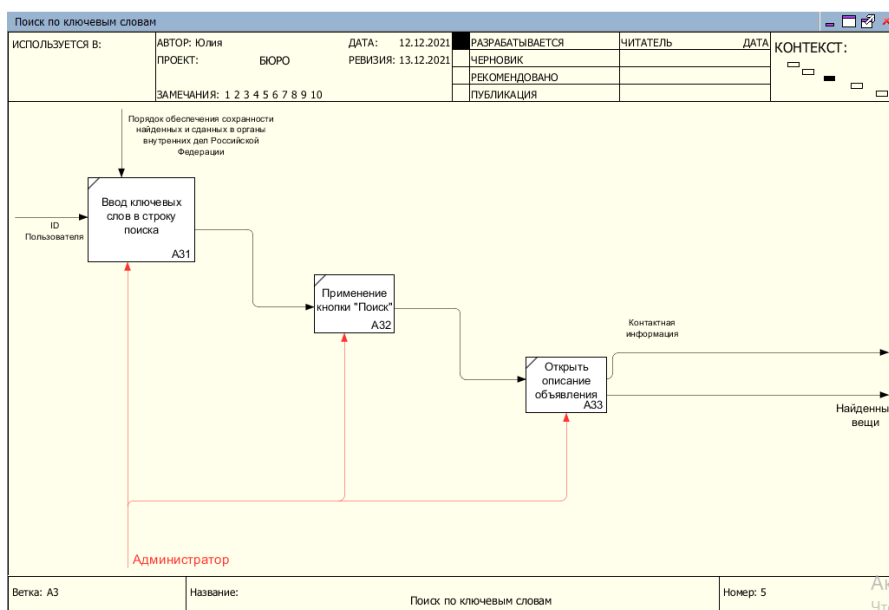 Поиск по ключевым словам
ИСПОЛЬЗУЕТСЯ В:
АВТОР: Юлия
ДАТА: 12.12.2021
РАЗРАБАТЫВАЕТСЯ
ЧИТАТЕЛЬ
ДАТА
КОНТЕКСТ:
ПРОЕКТ: БЮРО
РЕВИЗИЯ: 13.12.2021
ЧЕРНОВИК
РЕКОМЕНДОВАНО
ЗАМЕЧАНИЯ: 1 2 3 4 5 6 7 8 9 10
ПУБЛИКАЦИЯ
Порядок обеспечения сохранности
найденных и сданных в органы
внутренних дел Российской
Федерации
Ввод ключевых
слов в строку
поиска
A31
ID
Пользователя
Применение
кнопки "Поиск"
A32
Контактная
информация
Открыть
описание
объявления
A33
Найденны
вещи
Администратор
Ветка: A3
Название:
Поиск по ключевым словам
Номер: 5